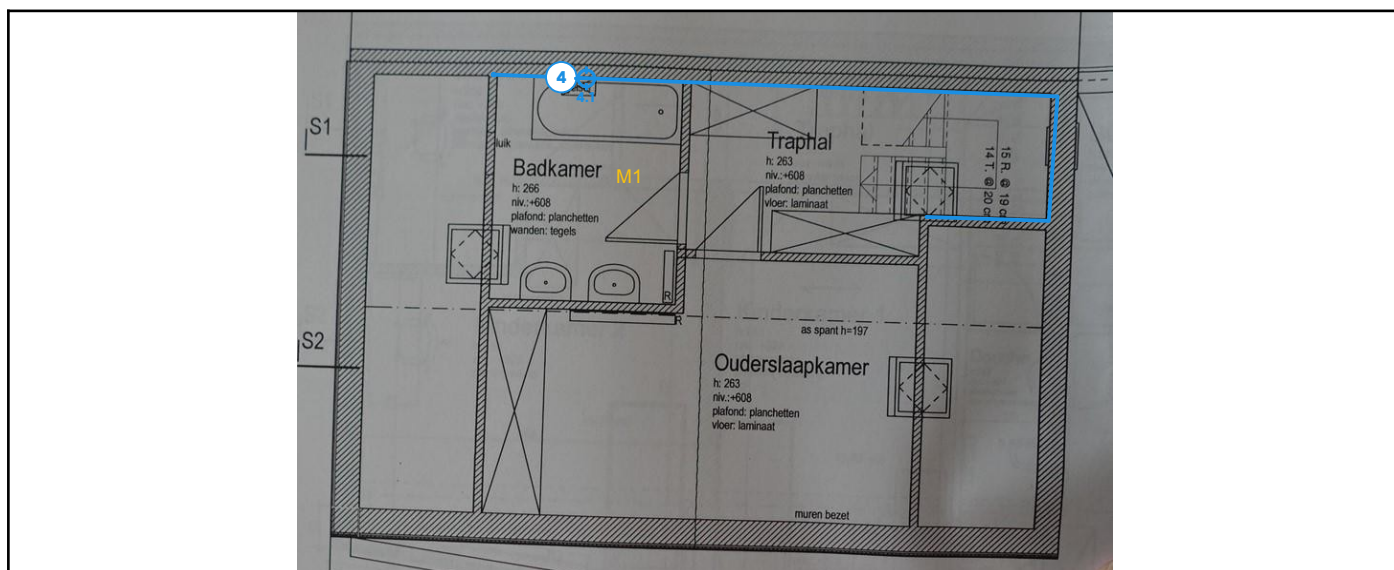 4
4.1
S1
luik
Badkamer
M1
h: 266
niv.:+608
plafond: planchetten
wanden: tegels
Traphal
h: 263
niv.:+608
plafond: planchetten
vloer: laminaat
15 R. @ 19 c
14 T. @ 20 c
R
R
as spant h=197
S2
Ouderslaapkamer
h: 263
niv.:+608
plafond: planchetten
vloer: laminaat
muren bezet